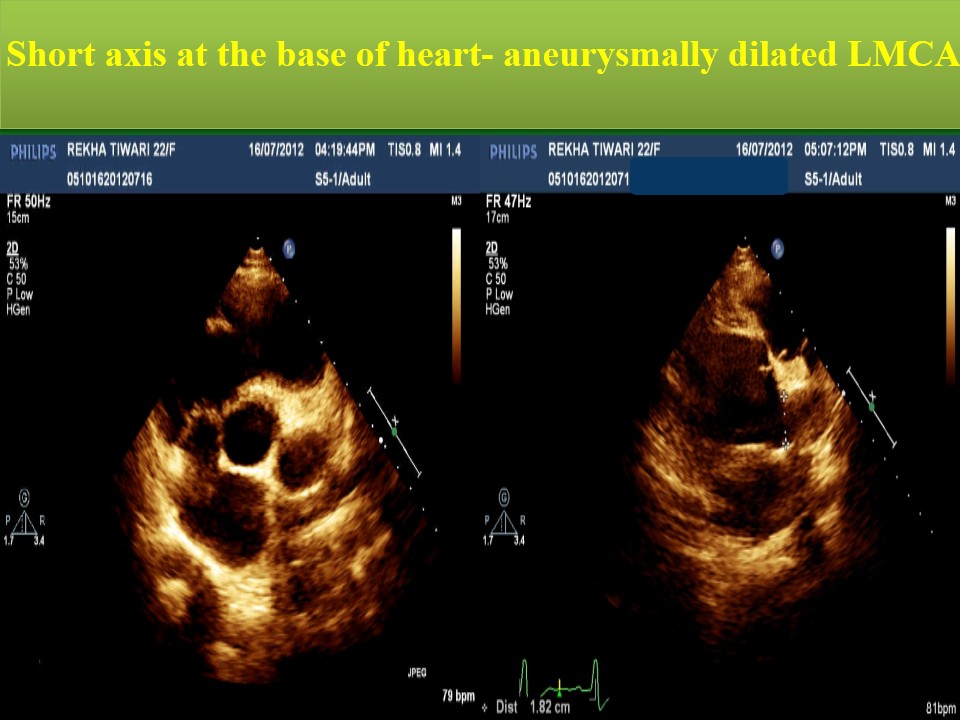 Short axis at the base of heart- aneurysmally dilated LMCA
PHILIPS REKHA TIWARI 22/F 16/07/2012 04:19:44PM TIS0.8 MI 1.4
05101620120716 S5-1/Adult
FR 50Hz
15cm
M3
2D
53%
C 50
P Low
HGen
P
G
P R
1.7 3.4
JPEG
79 bpm
PHILIPS REKHA TIWARI 22/F 16/07/2012 05:07:12PM TIS0.8 MI 1.4
0510162012071 S5-1/Adult
FR 47Hz
17cm
M3
2D
53%
C 50
P Low
HGen
P
G
P R
1.7 3.4
Dist 1.82 cm
81bpm